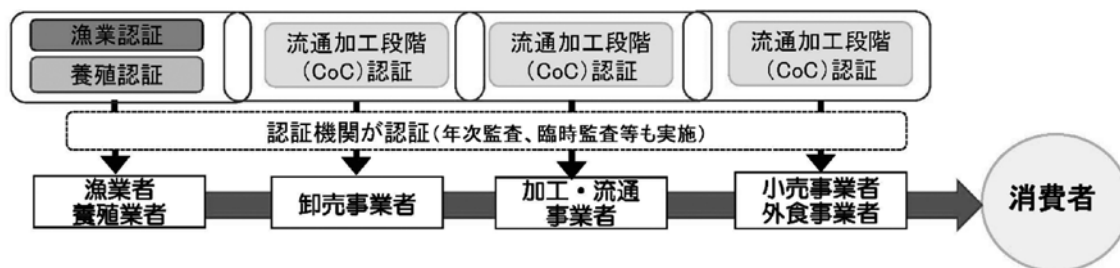 漁業認証
養殖認証
流通加工段階
(CoC)認証
流通加工段階
(CoC)認証
流通加工段階
(CoC)認証
認証機関が認証(年次監査、臨時監査等も実施)
漁業者
養殖業者
卸売事業者
加工・流通
事業者
小売事業者
外食事業者
消費者